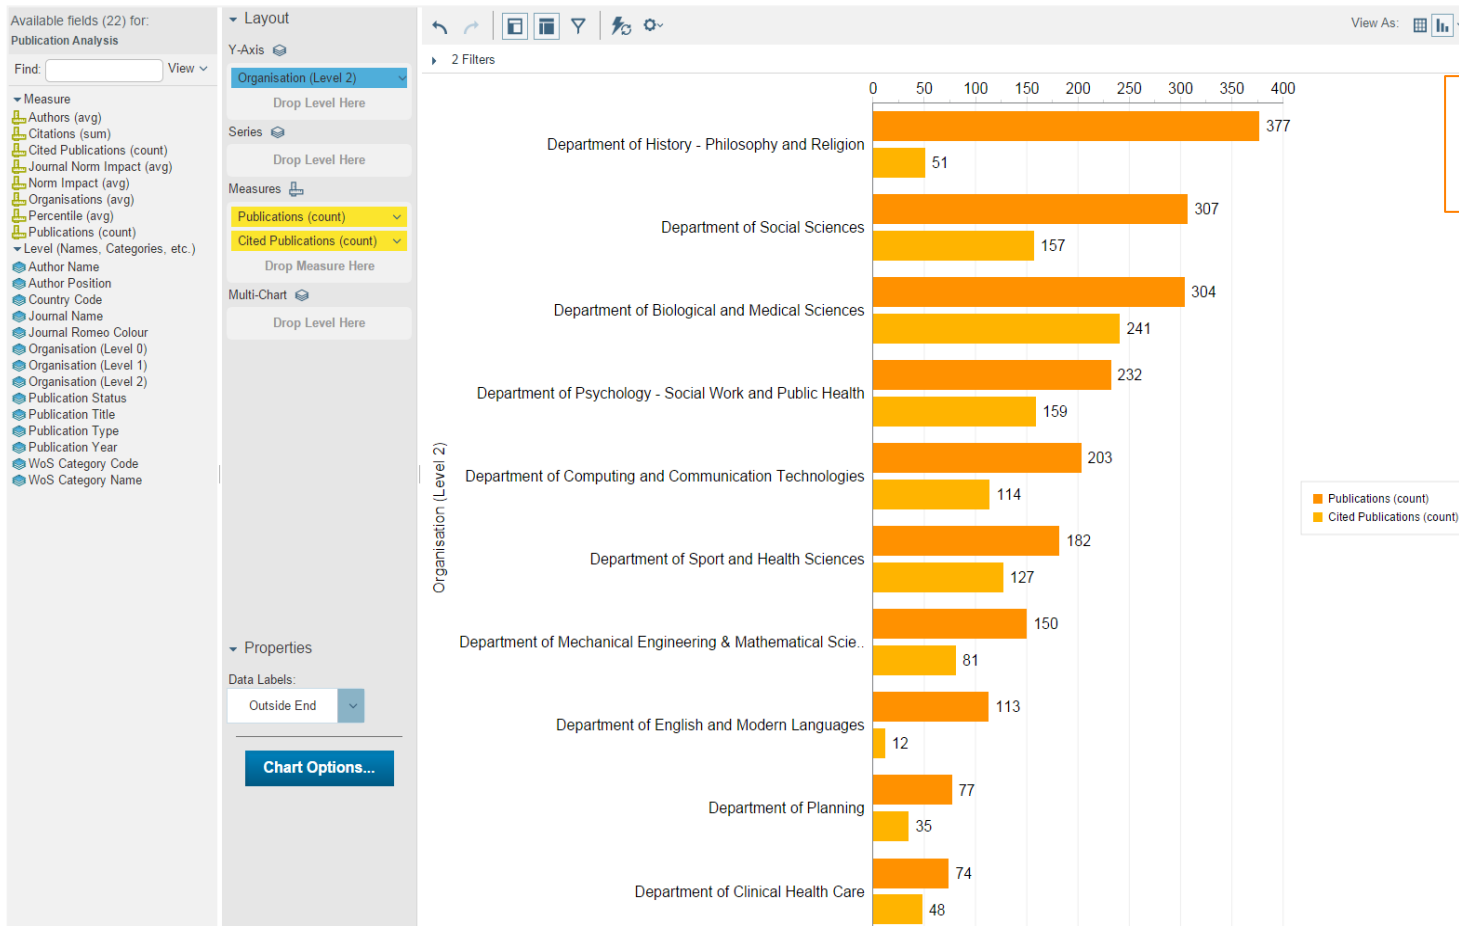 Available fields (22) for:
Publication Analysis
Find:
View
Measure
Authors (avg)
Citations (sum)
Cited Publications (count)
Journal Norm Impact (avg)
Norm Impact (avg)
Organisations (avg)
Percentile (avg)
Publications (count)
Level (Names, Categories, etc.)
Author Name
Author Position
Country Code
Journal Name
Journal Romeo Colour
Organisation (Level 0)
Organisation (Level 1)
Organisation (Level 2)
Publication Status
Publication Title
Publication Type
Publication Year
WoS Category Code
WoS Category Name
Layout
Y-Axis
Organisation (Level 2)
Drop Level Here
Series
Drop Level Here
Measures
Publications (count)
Cited Publications (count)
Drop Measure Here
Multi-Chart
Drop Level Here
Properties
Data Labels:
Outside End
Chart Options...
View As:
2 Filters
0 50 100 150 200 250 300 350 400
Organisation (Level 2)
Department of History - Philosophy and Religion
377
51
Department of Social Sciences
307
157
Department of Biological and Medical Sciences
304
241
Department of Psychology - Social Work and Public Health
232
159
Department of Computing and Communication Technologies
203
114
Department of Sport and Health Sciences
182
127
Department of Mechanical Engineering & Mathematical Scie..
150
81
Department of English and Modern Languages
113
12
Department of Planning
77
35
Department of Clinical Health Care
74
48
Publications (count)
Cited Publications (count)